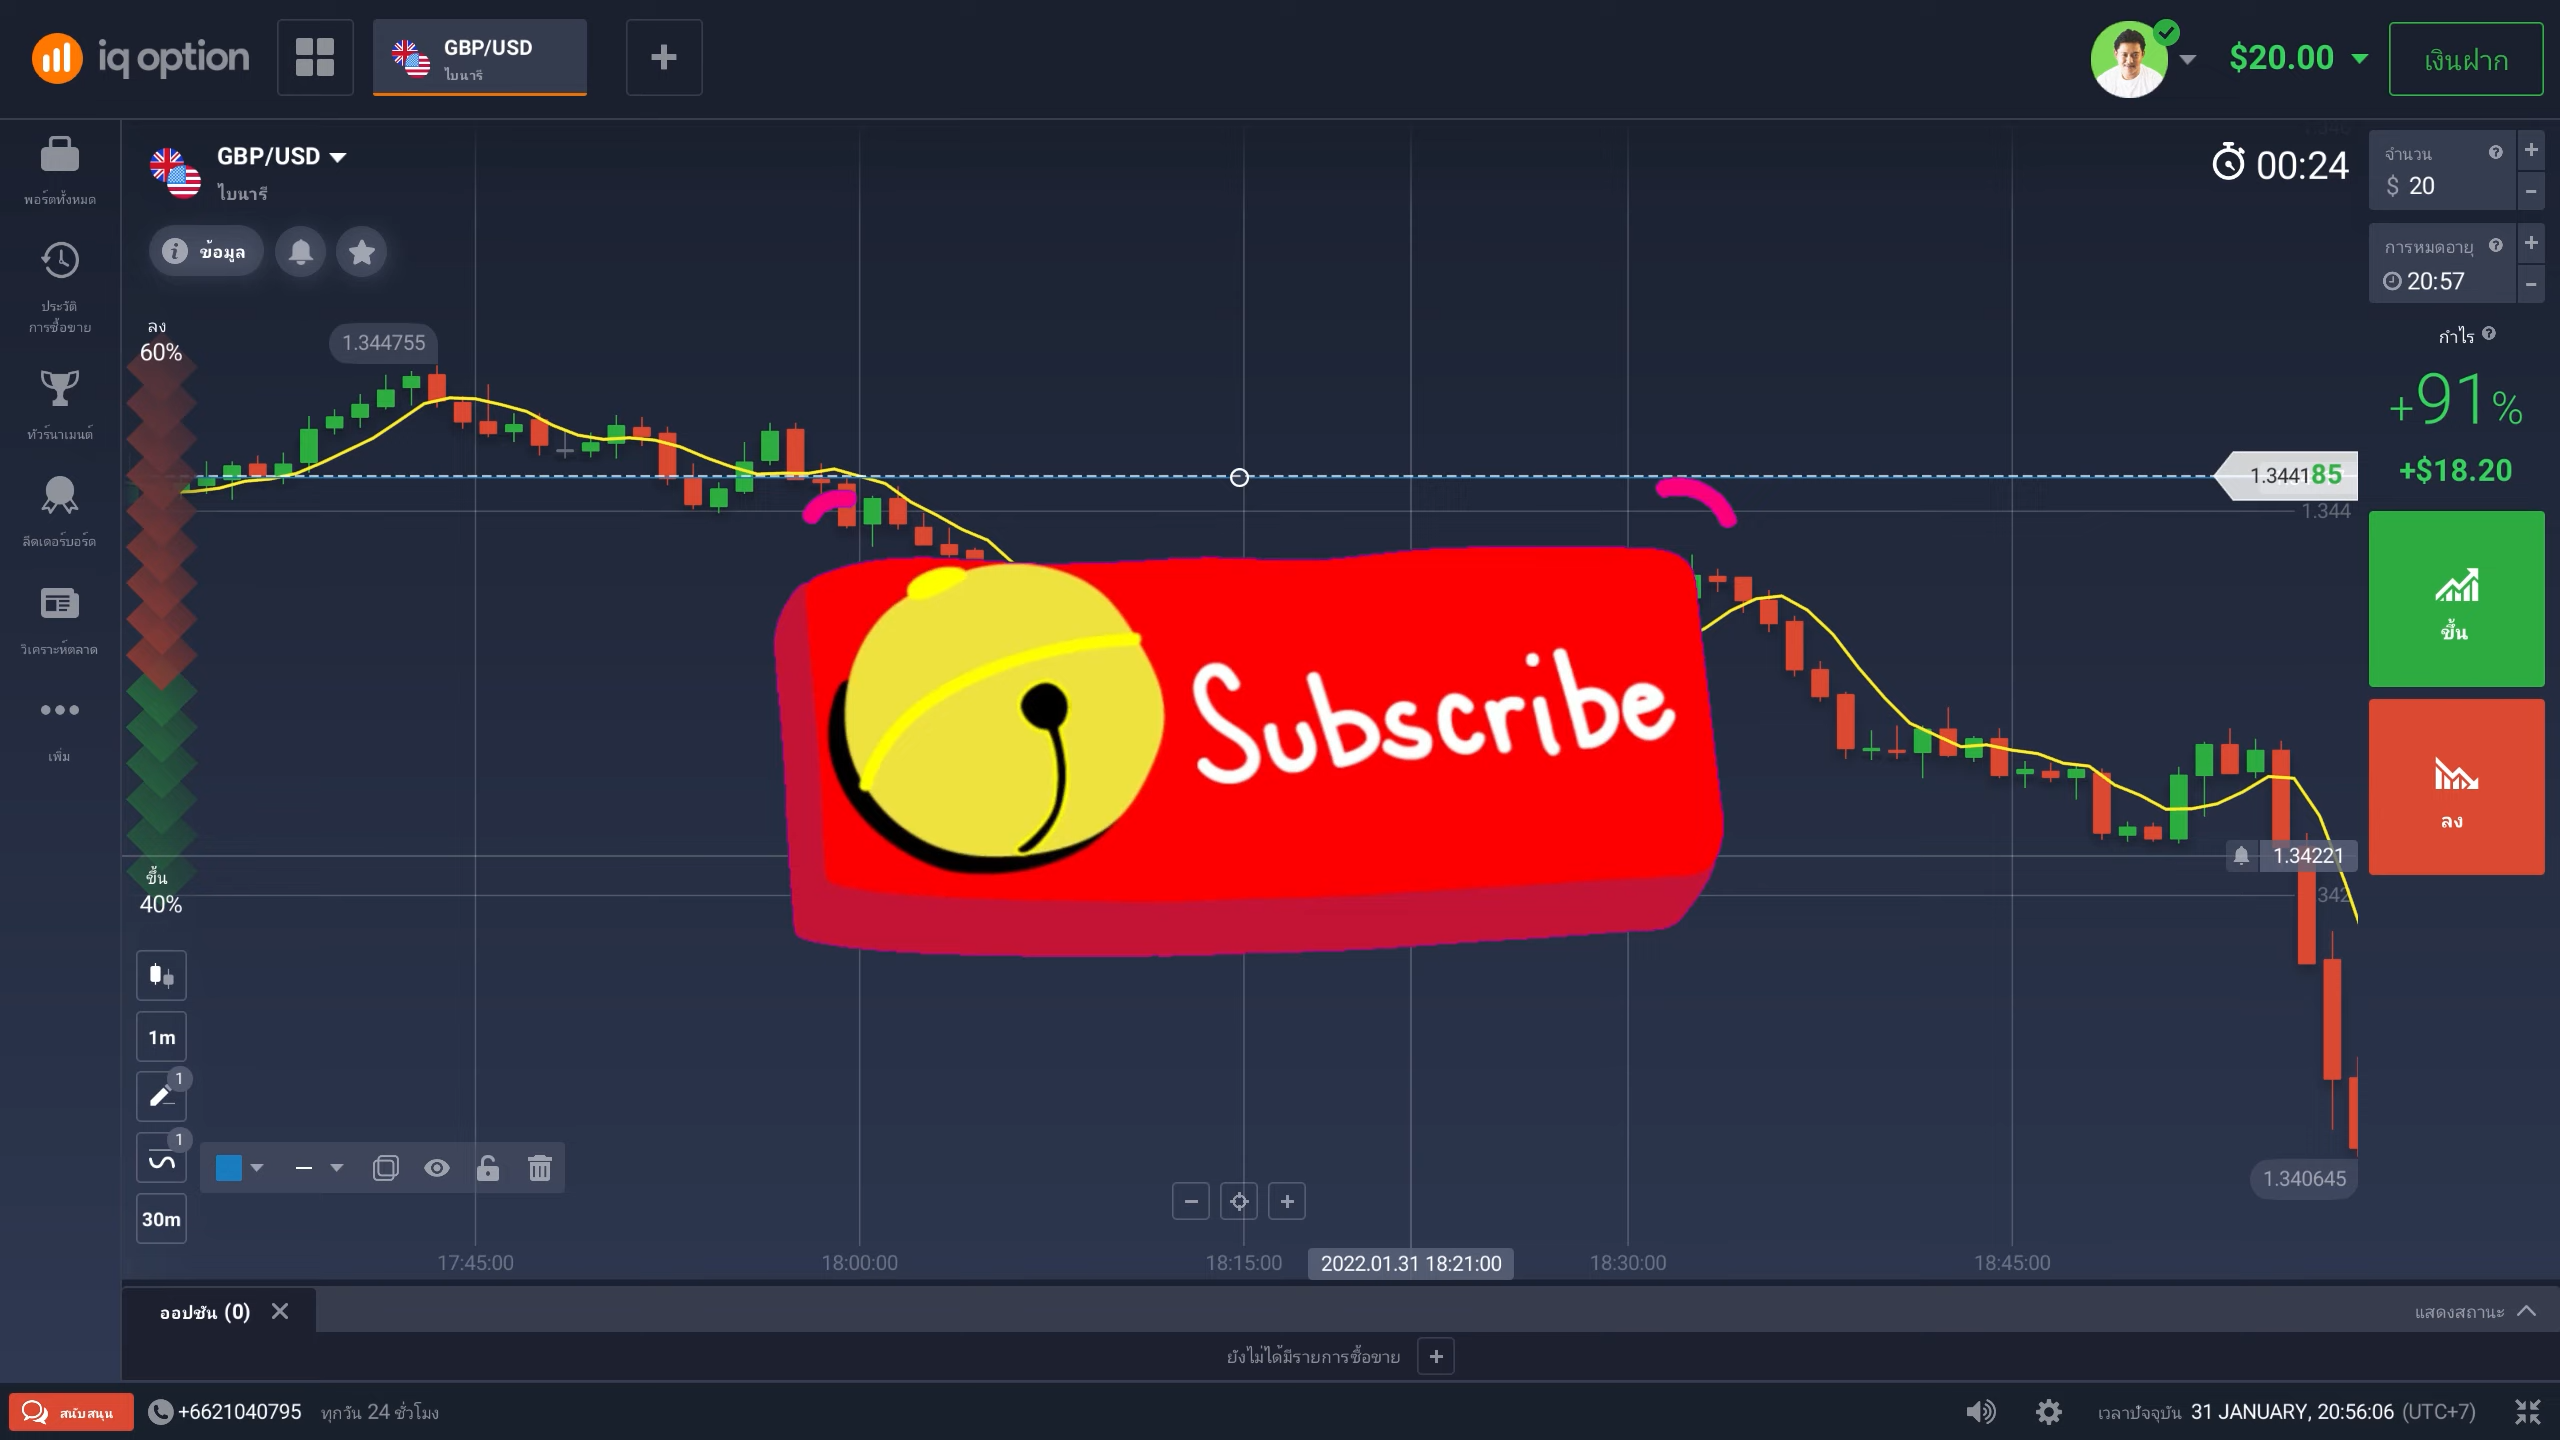 iq option
GBP/USD
ไบนารี
$20.00
เงินฝาก
พอร์ตทั้งหมด
ประวัติ
การซื้อขาย
ทัวร์นาเมนต์
ลีดเดอร์บอร์ด
วิเคราะห์ตลาด
เพิ่ม
GBP/USD
ไบนารี
ข้อมูล
00:24
จำนวน
$ 20
การหมดอายุ
20:57
กำไร
+91%
+$18.20
ขึ้น
ลง
ลง
60%
1.344755
1.344185
1.344
Subscribe
1.34221
342
ขึ้น
40%
1m
1
1
30m
1.340645
17:45:00
18:00:00
18:15:00
2022.01.31 18:21:00
18:30:00
18:45:00
ออปชัน (0)
แสดงสถานะ
ยังไม่ได้มีรายการซื้อขาย
สนับสนุน
+6621040795
ทุกวัน 24 ชั่วโมง
เวลาปัจจุบัน 31 JANUARY, 20:56:06 (UTC+7)